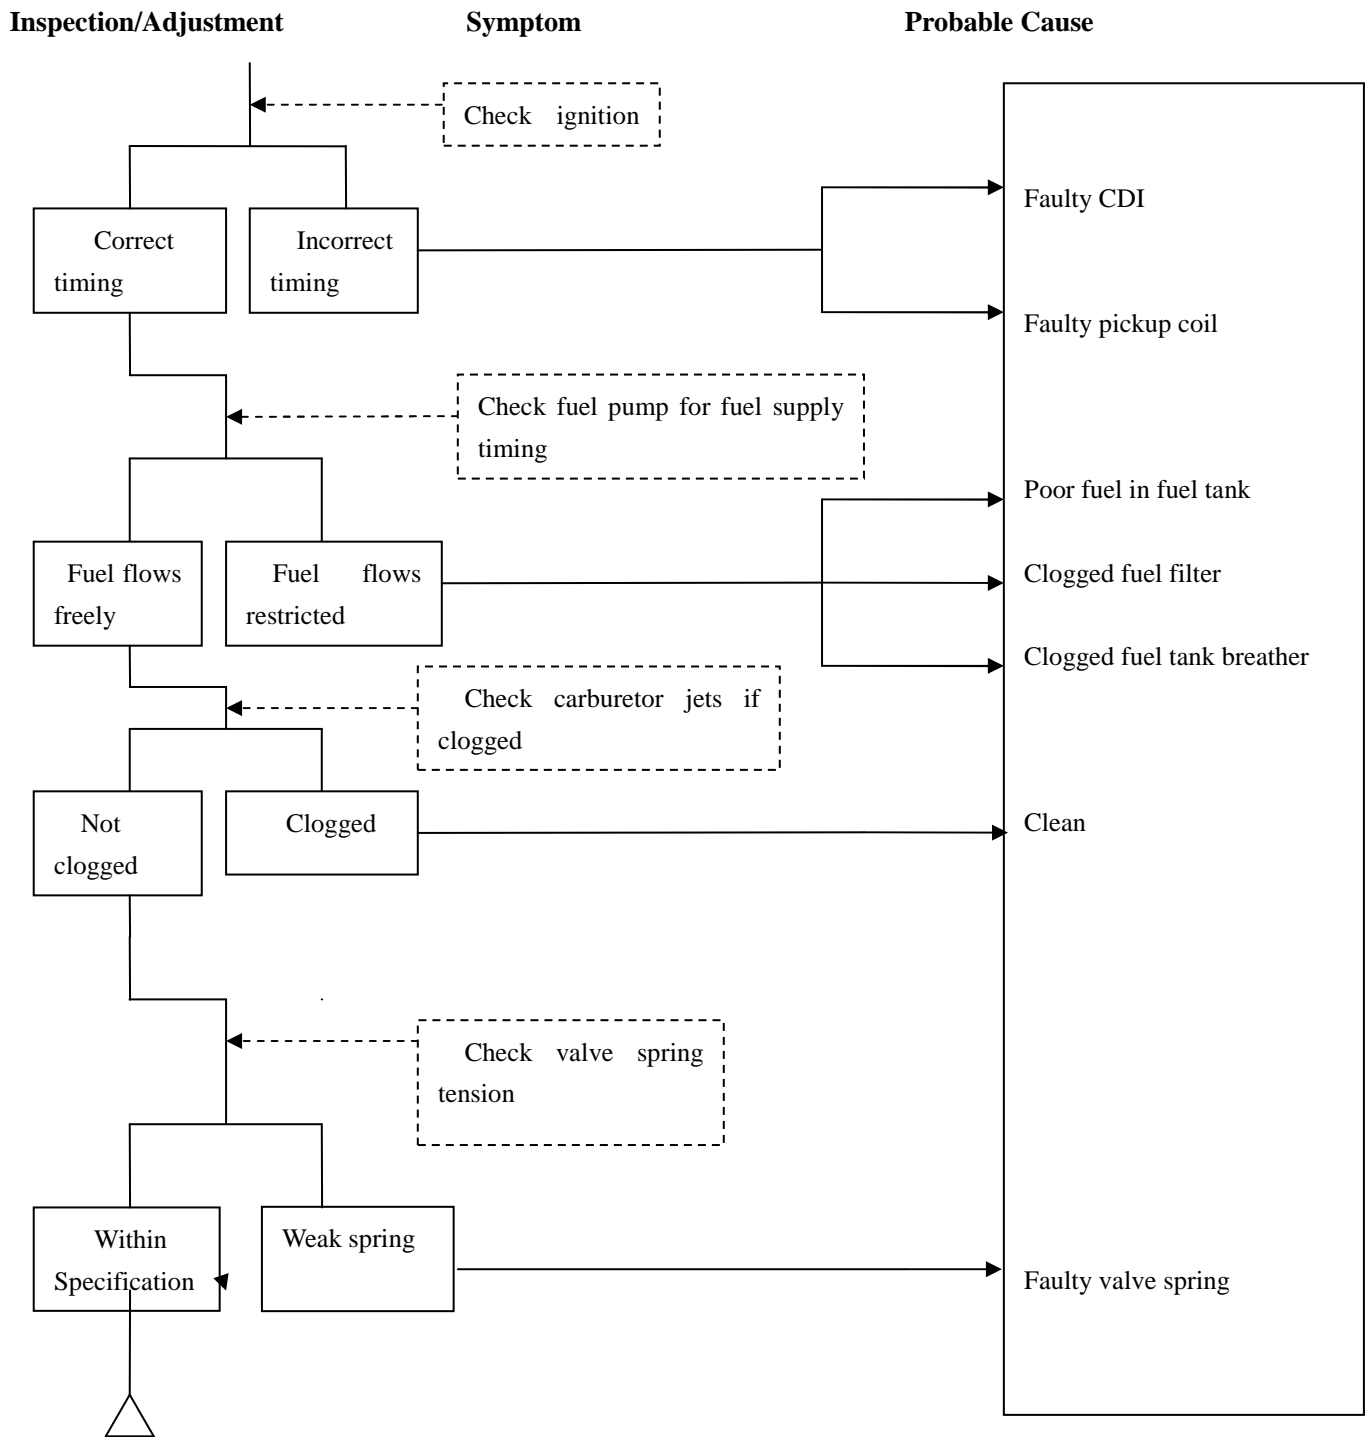 Inspection/Adjustment
Symptom
Probable Cause
Check ignition
Faulty CDI
Correct
timing
Incorrect
timing
Faulty pickup coil
Check fuel pump for fuel supply
timing
Poor fuel in fuel tank
Fuel flows
freely
Fuel flows
restricted
Clogged fuel filter
Clogged fuel tank breather
Check carburetor jets if
clogged
Not
clogged
Clogged
Clean
Check valve spring
tension
Within
Specification
Weak spring
Faulty valve spring